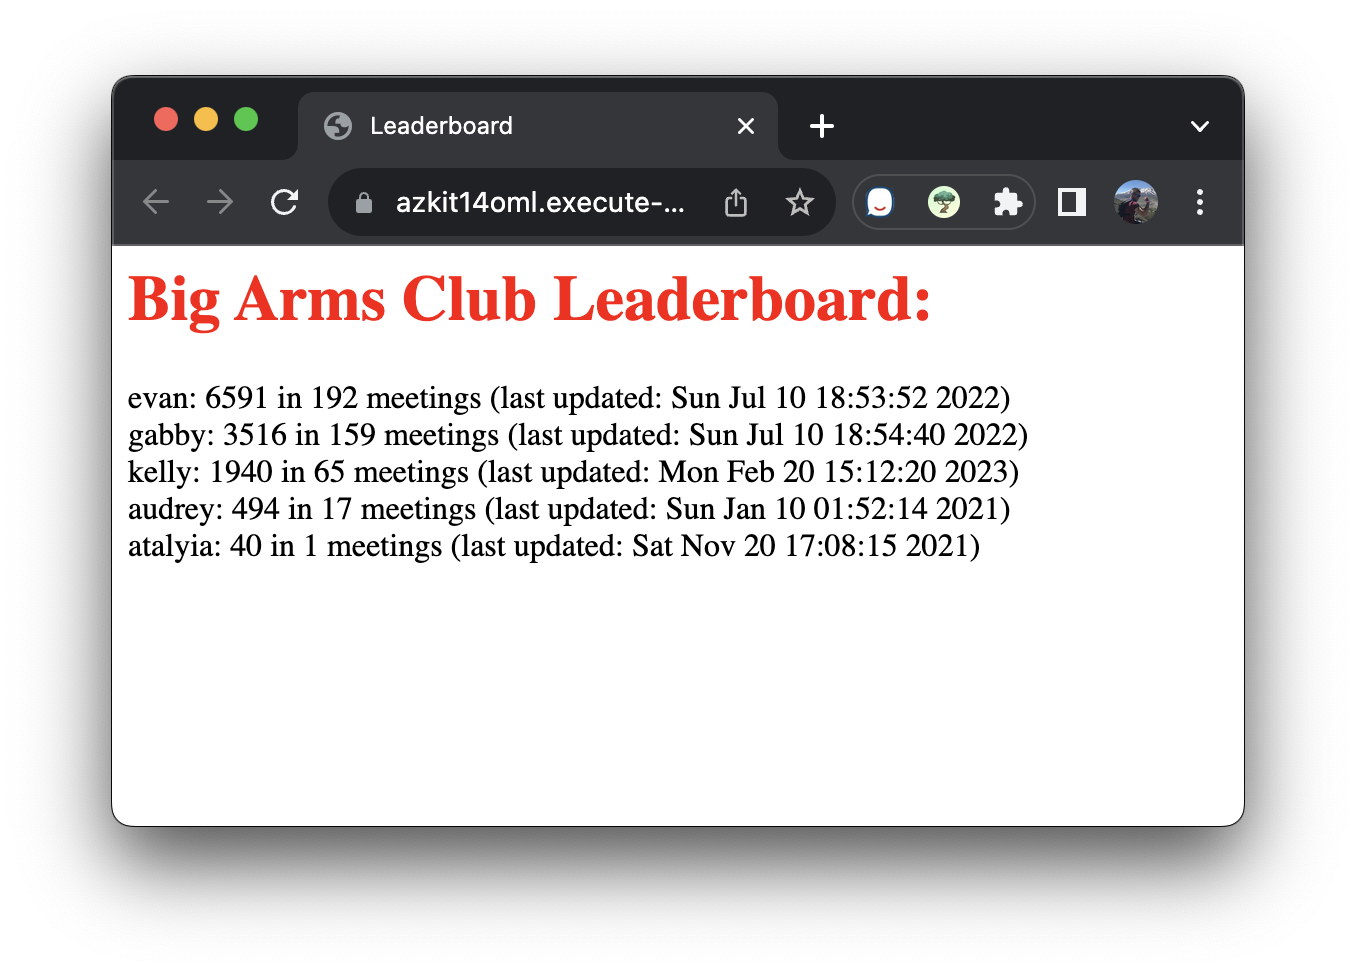 Leaderboard
azkit14oml.execute-...
Big Arms Club Leaderboard:
evan: 6591 in 192 meetings (last updated: Sun Jul 10 18:53:52 2022)
gabby: 3516 in 159 meetings (last updated: Sun Jul 10 18:54:40 2022)
kelly: 1940 in 65 meetings (last updated: Mon Feb 20 15:12:20 2023)
audrey: 494 in 17 meetings (last updated: Sun Jan 10 01:52:14 2021)
atalyia: 40 in 1 meetings (last updated: Sat Nov 20 17:08:15 2021)